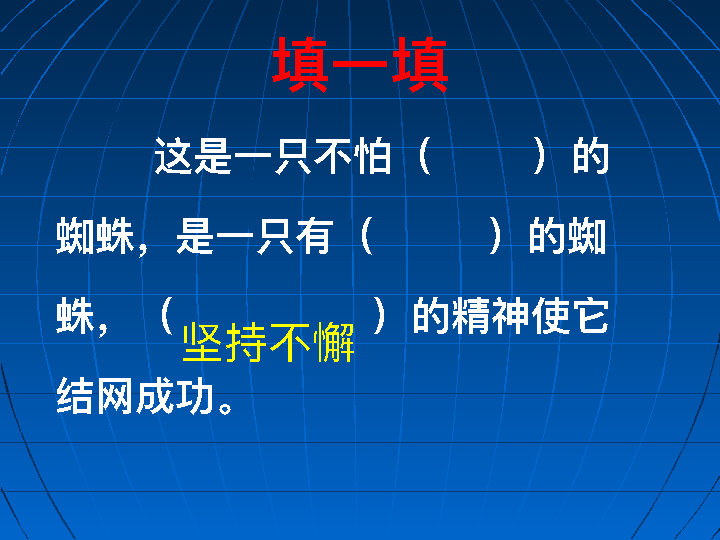 填一填
这是一只不怕（　　）的
蜘蛛，是一只有（　　）的蜘
蛛，（坚持不懈）的精神使它
结网成功。